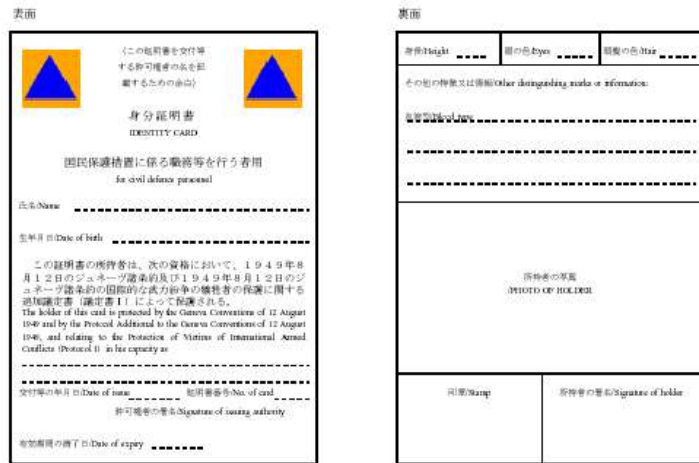 表面
(この証明書を交付等
する許可権者の名を記
載するための余白)
身分証明書
IDENTITY CARD
国民保護措置に係る職務等を行う者用
for civil defence personnel
氏名/Name
生年月日/Date of birth
この証明書の所持者は、次の資格において、1949年8
月12日のジュネーヴ諸条約及び1949年8月12日のジ
ュネーヴ諸条約の国際的な武力紛争の犠牲者の保護に関する
追加議定書(議定書Ⅰ)によって保護される。
The holder of this card is protected by the Geneva Conventions of 12 August
1949 and by the Protocol Additional to the Geneva Conventions of 12 August
1949, and relating to the Protection of Victims of International Armed
Conflicts (Protocol I) in his capacity as
交付等の年月日/Date of issue 証明書番号/No. of card
許可権者の署名/Signature of issuing authority
有効期間の満了日/Date of expiry
裏面
身長/Height 眼の色/Eyes 頭髪の色/Hair
その他の特徴又は情報/Other distinguishing marks or information:
血液型/Blood type
所持者の写真
/PHOTO OF HOLDER
印章/Stamp 所持者の署名/Signature of holder